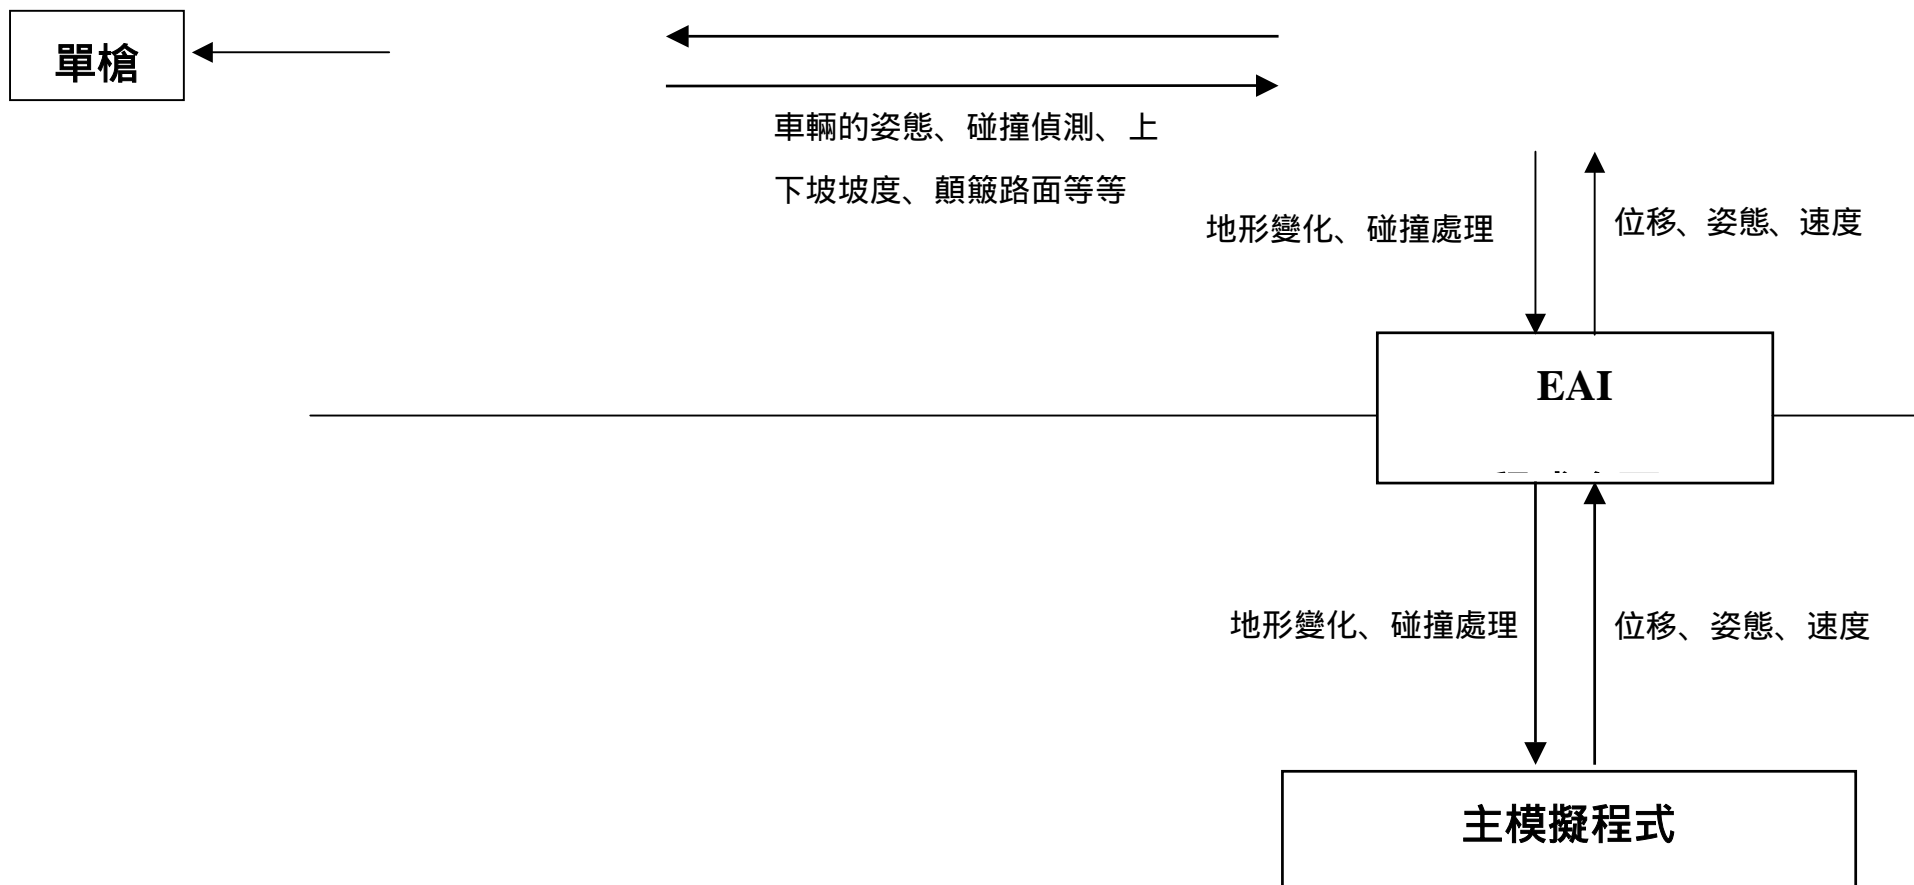 單槍
車輛的姿態、碰撞偵測、上
下坡坡度、顛簸路面等等
地形變化、碰撞處理
位移、姿態、速度
EAI
地形變化、碰撞處理
位移、姿態、速度
主模擬程式